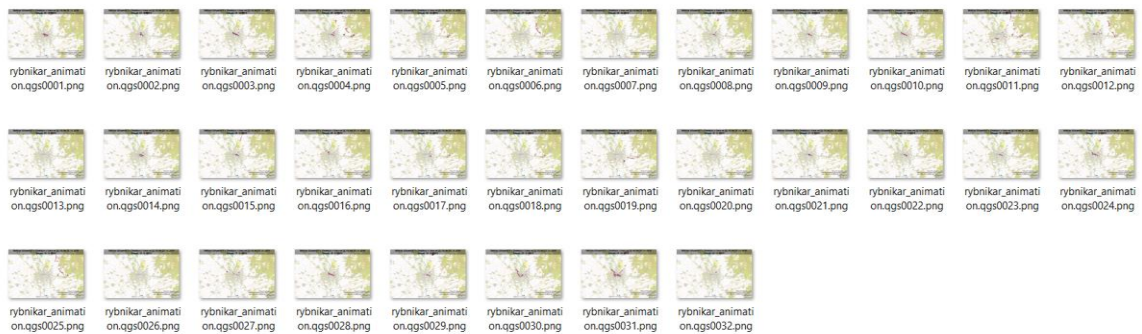 rybnikar_animati rybnikar_animati rybnikar_animati rybnikar_animati rybnikar_animati rybnikar_animati rybnikar_animati rybnikar_animati rybnikar_animati rybnikar_animati rybnikar_animati rybnikar_animati
on.qgs0001.png on.qgs0002.png on.qgs0003.png on.qgs0004.png on.qgs0005.png on.qgs0006.png on.qgs0007.png on.qgs0008.png on.qgs0009.png on.qgs0010.png on.qgs0011.png on.qgs0012.png
rybnikar_animati rybnikar_animati rybnikar_animati rybnikar_animati rybnikar_animati rybnikar_animati rybnikar_animati rybnikar_animati rybnikar_animati rybnikar_animati rybnikar_animati rybnikar_animati
on.qgs0013.png on.qgs0014.png on.qgs0015.png on.qgs0016.png on.qgs0017.png on.qgs0018.png on.qgs0019.png on.qgs0020.png on.qgs0021.png on.qgs0022.png on.qgs0023.png on.qgs0024.png
rybnikar_animati rybnikar_animati rybnikar_animati rybnikar_animati rybnikar_animati rybnikar_animati rybnikar_animati rybnikar_animati
on.qgs0025.png on.qgs0026.png on.qgs0027.png on.qgs0028.png on.qgs0029.png on.qgs0030.png on.qgs0031.png on.qgs0032.png